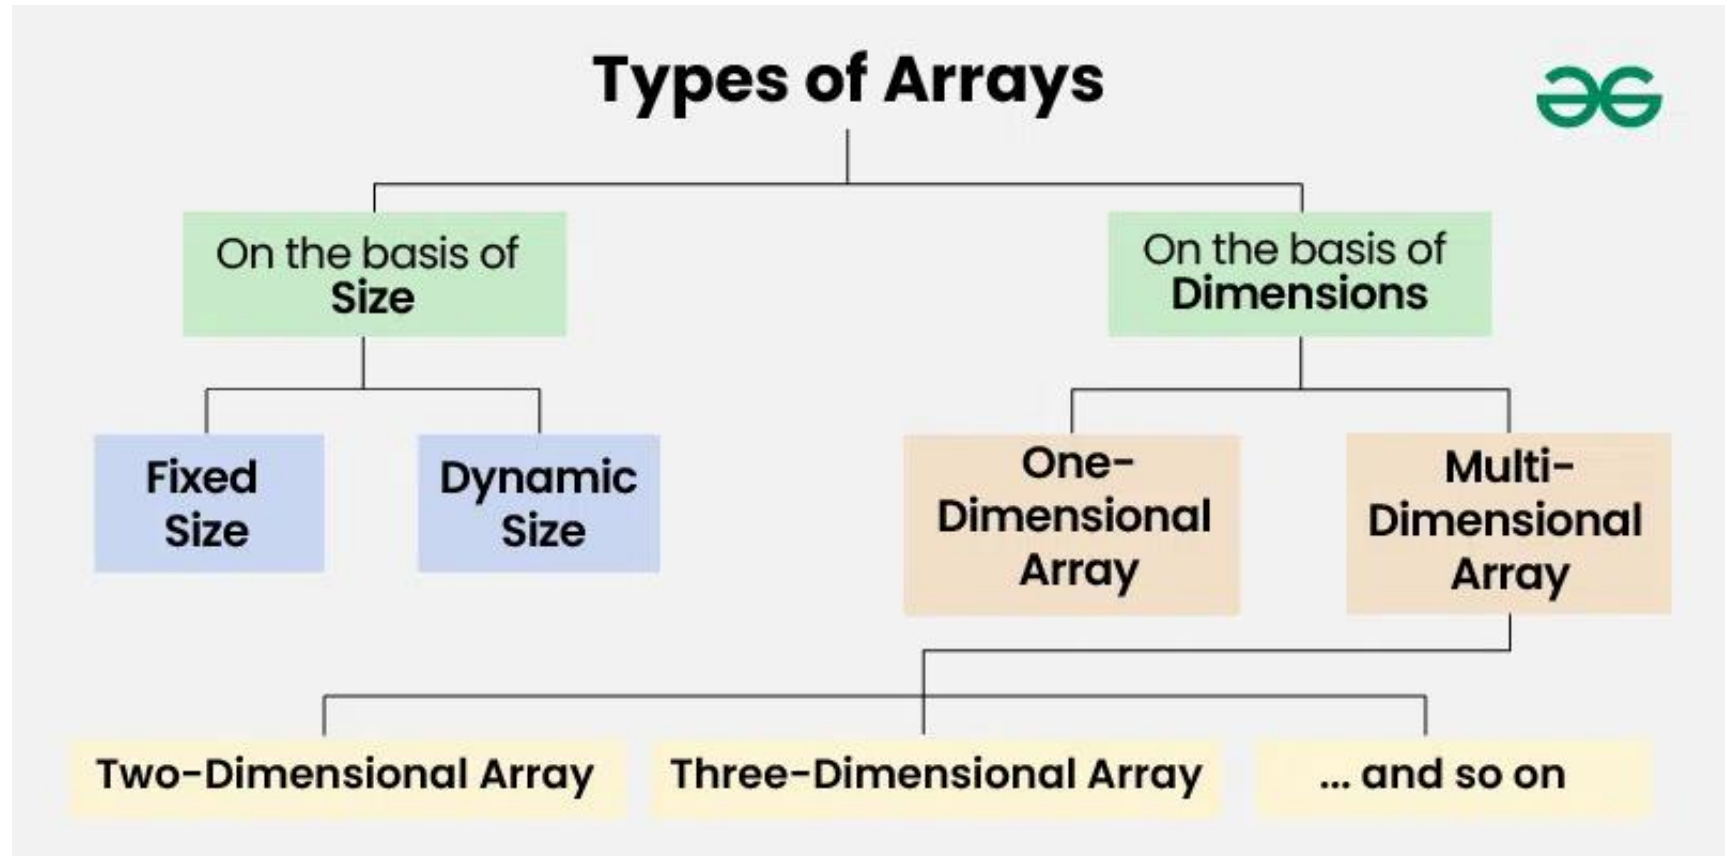 Types of Arrays
On the basis of
Size
On the basis of
Dimensions
Fixed
Size
Dynamic
Size
One-
Dimensional
Array
Multi-
Dimensional
Array
Two-Dimensional Array
Three-Dimensional Array
... and so on